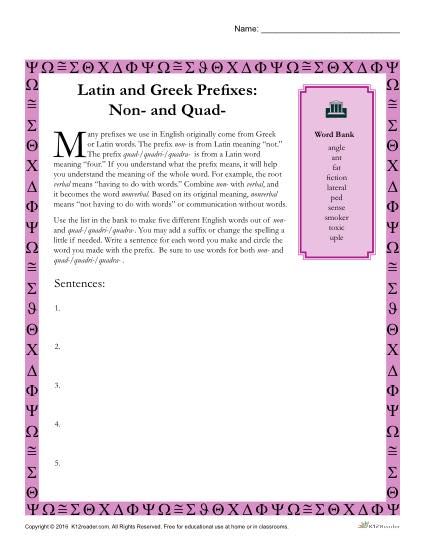 Name: ______________________________
ΨΩ≅ΣΘΧΔΦΨΩ≅ΣϑΘΧΔΦΨΩ≅ΣΘ
Latin and Greek Prefixes:
Non- and Quad-
Many prefixes we use in English originally come from Greek
or Latin words. The prefix non- is from Latin meaning “not.”
The prefix quad-/quadri-/quadra- is from a Latin word
meaning “four.” If you understand what the prefix means, it will help
you understand the meaning of the whole word. For example, the root
verbal means “having to do with words.” Combine non- with verbal, and
it becomes the word nonverbal. Based on its original meaning, nonverbal
means “not having to do with words” or communication without words.
Use the list in the bank to make five different English words out of non-
and quad-/quadri-/quadra-. You may add a suffix or change the spelling a
little if needed. Write a sentence for each word you make and circle the
word you made with the prefix. Be sure to use words for both non- and
quad-/quadri-/quadra- .
Word Bank
angle
ant
fat
fiction
lateral
ped
sense
smoker
toxic
uple
Sentences:
1.
2.
3.
4.
5.
Copyright © 2016 K12reader.com. All Rights Reserved. Free for educational use at home or in classrooms.
K12Reader